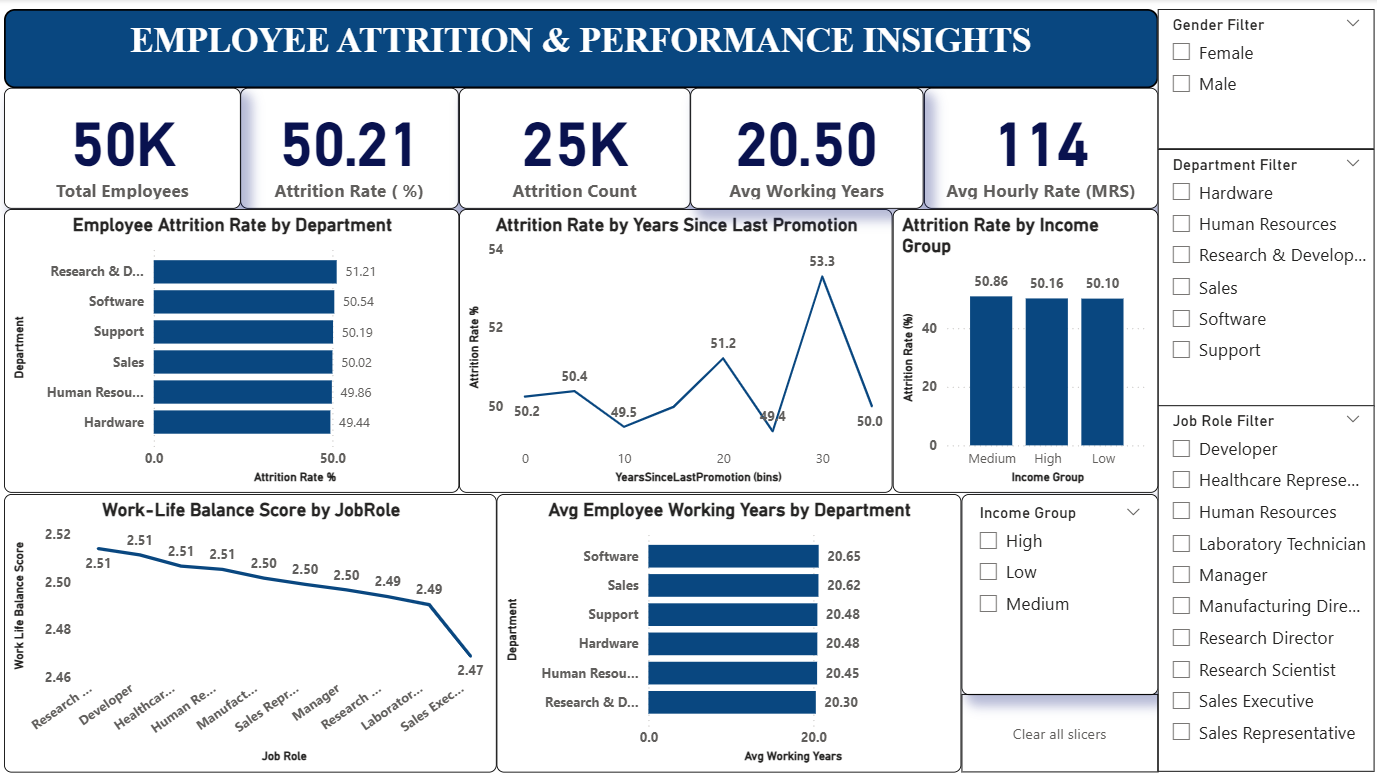 EMPLOYEE ATTRITION & PERFORMANCE INSIGHTS
50K
Total Employees
50.21
Attrition Rate ( %)
25K
Attrition Count
20.50
Avg Working Years
114
Avg Hourly Rate (MRS)
Employee Attrition Rate by Department
Department
Research & D... 51.21
Software 50.54
Support 50.19
Sales 50.02
Human Resou... 49.86
Hardware 49.44
0.0 50.0
Attrition Rate %
Attrition Rate by Years Since Last Promotion
Attrition Rate %
54
52
50
50.2
50.4
49.5
51.2
49.4
53.3
50.0
0 10 20 30
YearsSinceLastPromotion (bins)
Attrition Rate by Income
Group
Attrition Rate (%)
40
20
0
50.86 50.16 50.10
Medium High Low
Income Group
Work-Life Balance Score by JobRole
Work Life Balance Score
2.52
2.50
2.48
2.46
2.51
2.51
2.51
2.51
2.50
2.50
2.50
2.49
2.49
2.47
Research ...
Developer
Healthcar...
Human Re...
Manufact...
Sales Repr...
Manager
Research ...
Laborator...
Sales Exec...
Job Role
Avg Employee Working Years by Department
Department
Software 20.65
Sales 20.62
Support 20.48
Hardware 20.48
Human Resou... 20.45
Research & D... 20.30
0.0 20.0
Avg Working Years
Income Group
High
Low
Medium
Clear all slicers
Gender Filter
Female
Male
Department Filter
Hardware
Human Resources
Research & Develop...
Sales
Software
Support
Job Role Filter
Developer
Healthcare Represe...
Human Resources
Laboratory Technician
Manager
Manufacturing Dire...
Research Director
Research Scientist
Sales Executive
Sales Representative